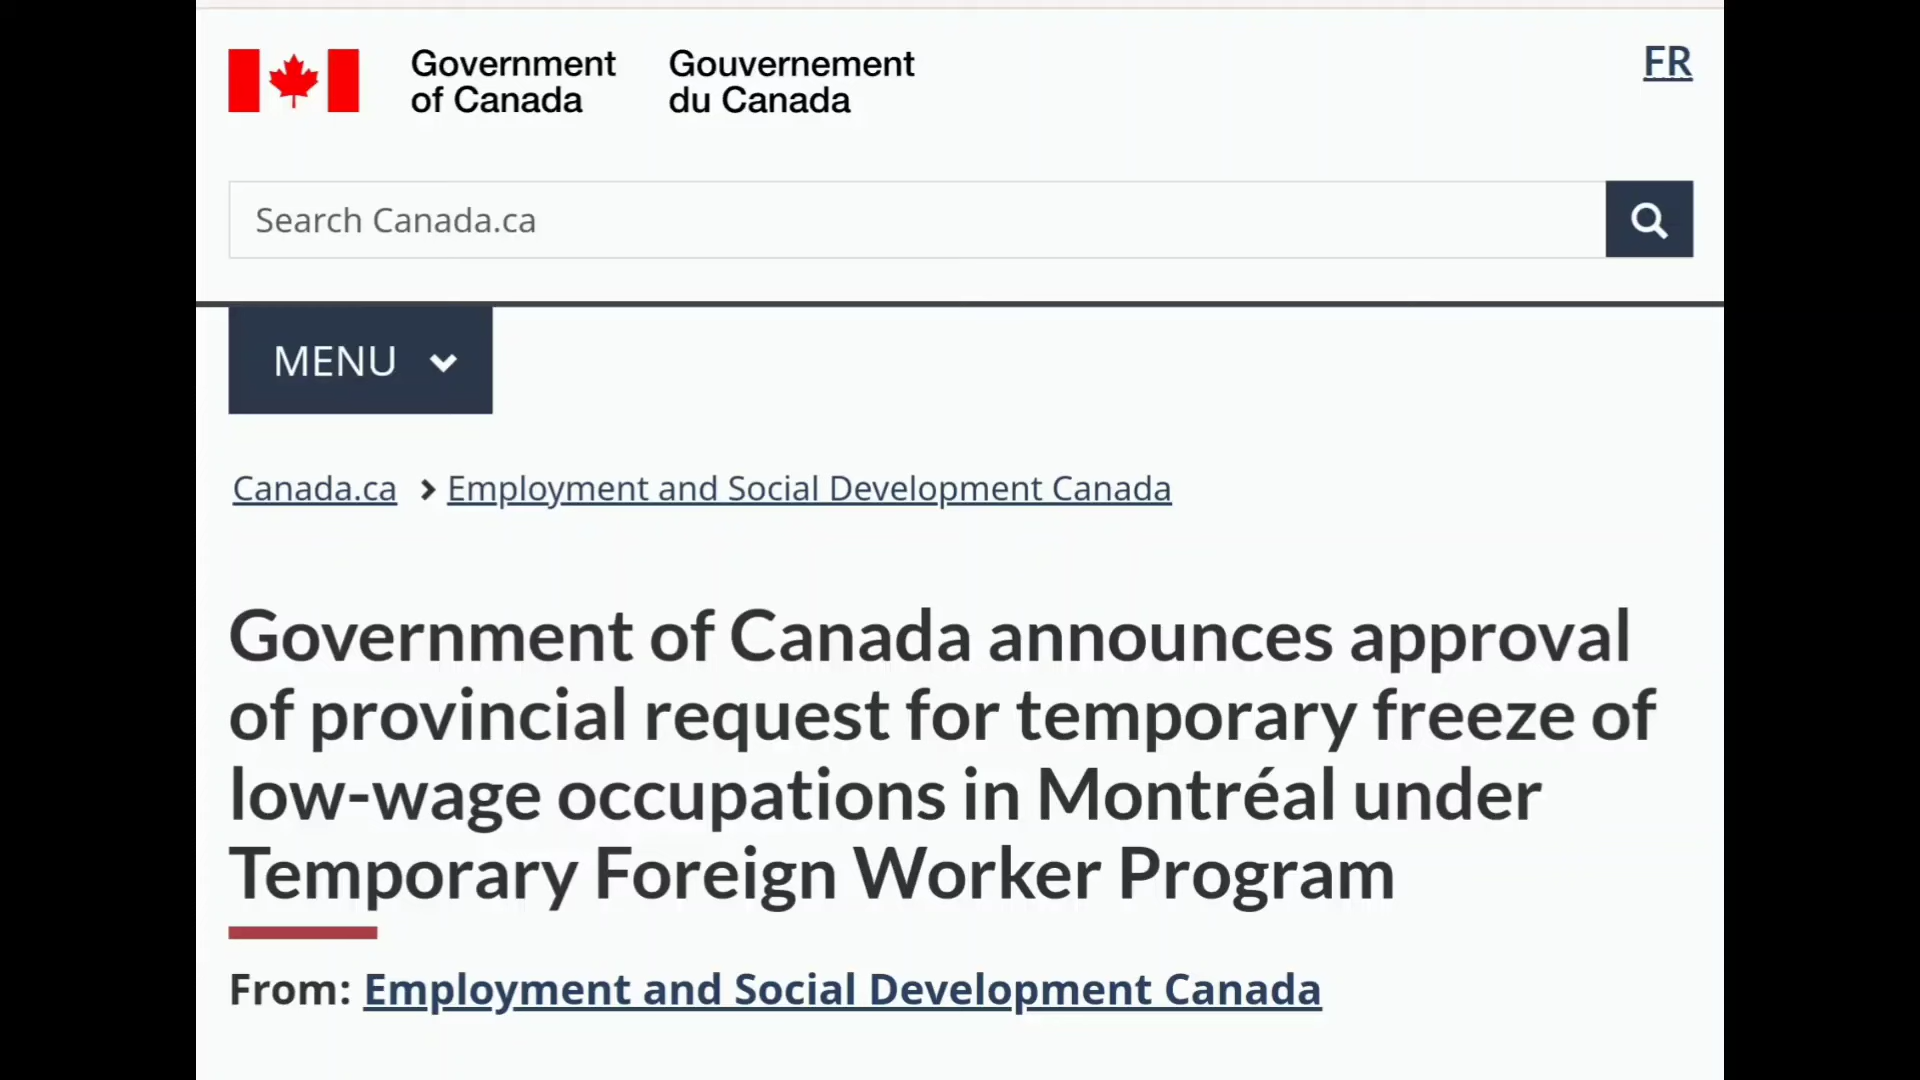 Government of Canada
Gouvernement du Canada
FR
Search Canada.ca
MENU
Canada.ca > Employment and Social Development Canada
Government of Canada announces approval
of provincial request for temporary freeze of
low-wage occupations in Montréal under
Temporary Foreign Worker Program
From: Employment and Social Development Canada